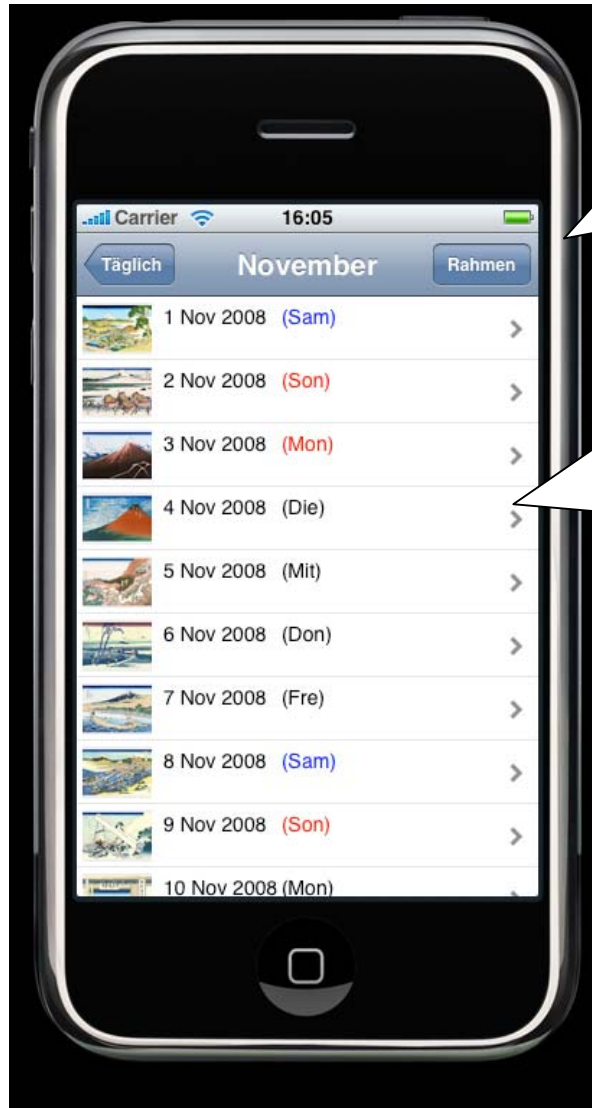 Carrier 16:05
Täglich November Rahmen
1 Nov 2008 (Sam)
2 Nov 2008 (Son)
3 Nov 2008 (Mon)
4 Nov 2008 (Die)
5 Nov 2008 (Mit)
6 Nov 2008 (Don)
7 Nov 2008 (Fre)
8 Nov 2008 (Sam)
9 Nov 2008 (Son)
10 Nov 2008 (Mon)